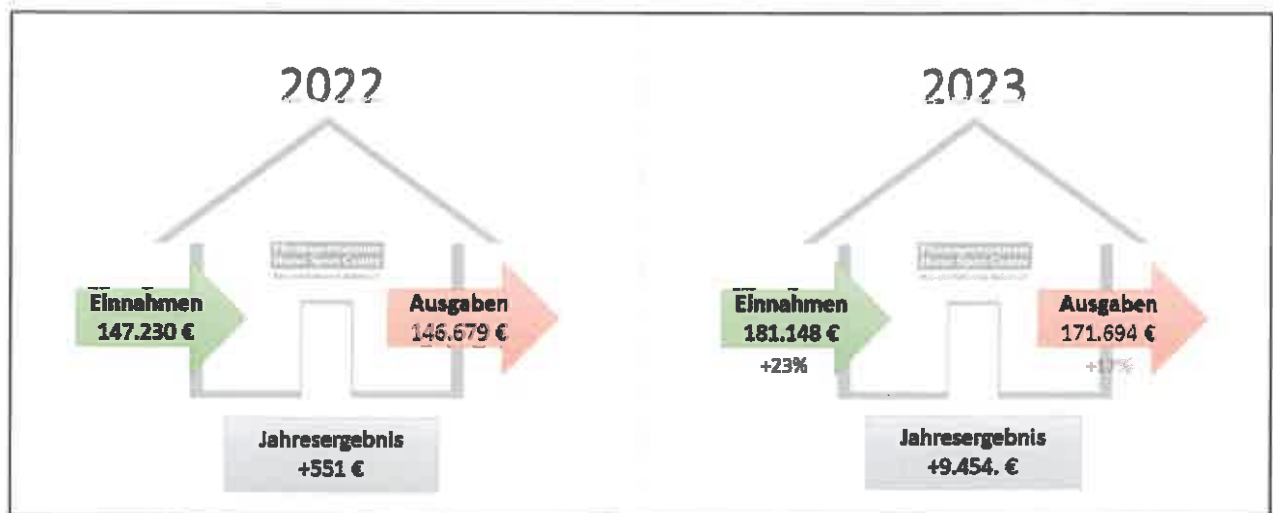 2022
Einnahmen
147.230 €
Ausgaben
146.679 €
Jahresergebnis
+551 €
2023
Einnahmen
181.148 €
+23%
Ausgaben
171.694 €
+17%
Jahresergebnis
+9.454. €